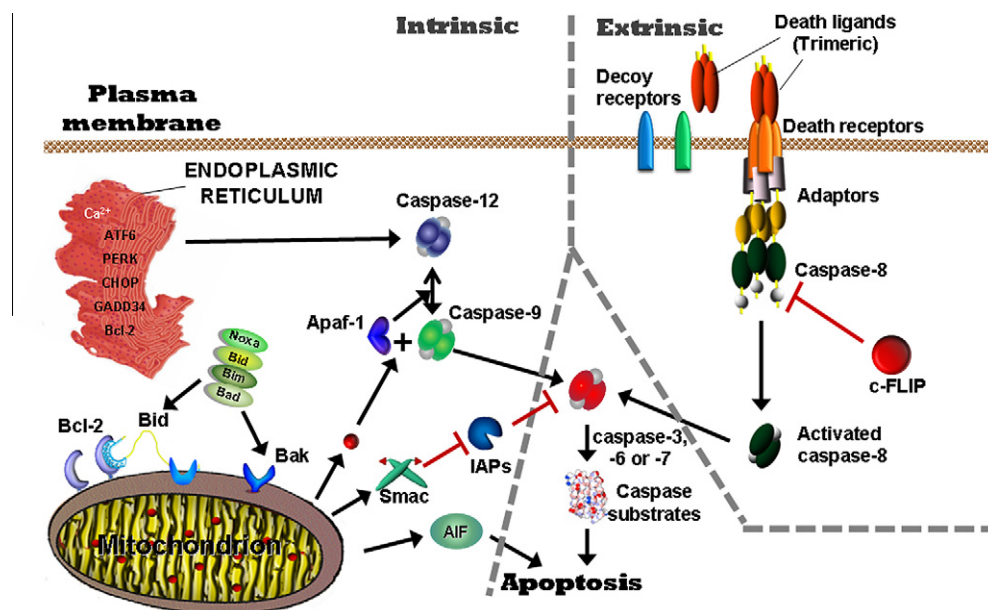 Intrinsic
Extrinsic
Death ligands
(Trimeric)
Decoy
receptors
Plasma
membrane
Death receptors
ENDOPLASMIC
RETICULUM
Adaptors
Caspase-12
Ca2+
ATF6
PERK
CHOP
GADD34
Bcl-2
Caspase-8
Apaf-1
+
Caspase-9
Noxa
Bid
Bim
Bad
c-FLIP
Bcl-2
Bid
Bak
IAPs
Smac
caspase-3,
-6 or -7
Activated
caspase-8
Caspase
substrates
Mitochondrion
AIF
Apoptosis